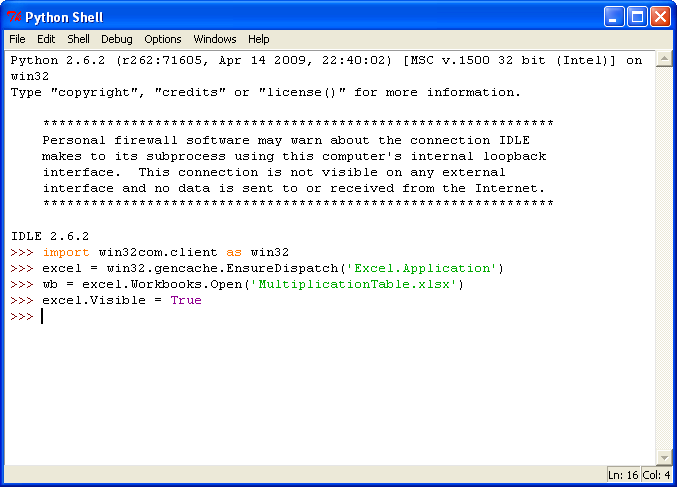 Python Shell
File Edit Shell Debug Options Windows Help
Python 2.6.2 (r262:71605, Apr 14 2009, 22:40:02) [MSC v.1500 32 bit (Intel)] on
win32
Type "copyright", "credits" or "license()" for more information.
****************************************************************
Personal firewall software may warn about the connection IDLE
makes to its subprocess using this computer's internal loopback
interface.  This connection is not visible on any external
interface and no data is sent to or received from the Internet.
****************************************************************
IDLE 2.6.2
>>> import win32com.client as win32
>>> excel = win32.gencache.EnsureDispatch('Excel.Application')
>>> wb = excel.Workbooks.Open('MultiplicationTable.xlsx')
>>> excel.Visible = True
>>>
Ln: 16 Col: 4